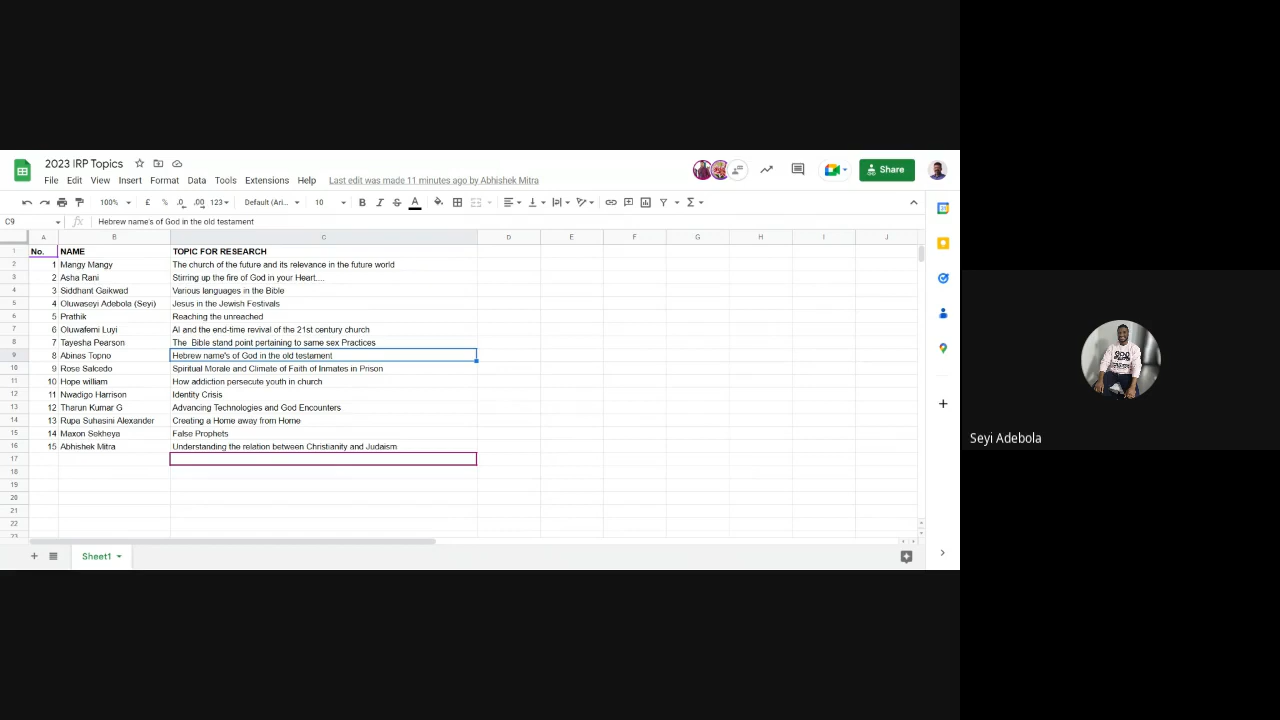 2023 IRP Topics
File Edit View Insert Format Data Tools Extensions Help Last edit was made 11 minutes ago by Abhishek Mitra
Share
100% £ % .0 .00 123 Default (Ari... 10 B I S A
C9 fx Hebrew name's of God in the old testament
A B C D E F G H I J
1 No. NAME TOPIC FOR RESEARCH
2 1 Mangy Mangy The church of the future and its relevance in the future world
3 2 Asha Rani Stirring up the fire of God in your Heart....
4 3 Siddhant Gaikwad Various languages in the Bible
5 4 Oluwaseyi Adebola (Seyi) Jesus in the Jewish Festivals
6 5 Prathik Reaching the unreached
7 6 Oluwafemi Luyi AI and the end-time revival of the 21st century church
8 7 Tayesha Pearson The Bible stand point pertaining to same sex Practices
9 8 Abinas Topno Hebrew name's of God in the old testament
10 9 Rose Salcedo Spiritual Morale and Climate of Faith of Inmates in Prison
11 10 Hope william How addiction persecute youth in church
12 11 Nwadigo Harrison Identity Crisis
13 12 Tharun Kumar G Advancing Technologies and God Encounters
14 13 Rupa Suhasini Alexander Creating a Home away from Home
15 14 Maxon Sekheya False Prophets
16 15 Abhishek Mitra Understanding the relation between Christianity and Judaism
17
18
19
20
21
22
23
Sheet1
Seyi Adebola